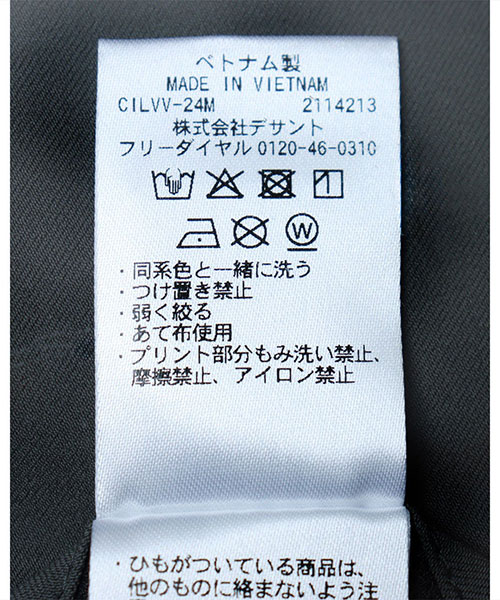 ベトナム製
MADE IN VIETNAM
CILVV-24M 2114213
株式会社デサント
フリーダイヤル 0120-46-0310
W
・同系色と一緒に洗う
・つけ置き禁止
・弱く絞る
・あて布使用
・プリント部分もみ洗い禁止、
摩擦禁止、アイロン禁止
・ひもがついている商品は、
他のものに絡まないよう注